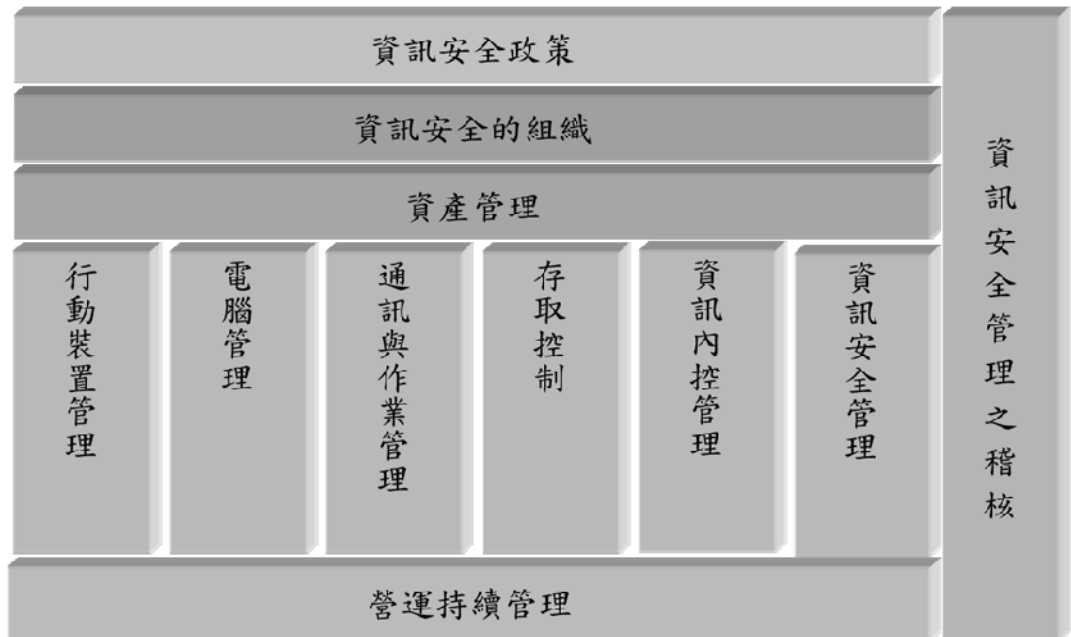 資訊安全政策
資訊安全的組織
資產管理
行動裝置管理
電腦管理
通訊與作業管理
存取控制
資訊內控管理
資訊安全管理
營運持續管理
資訊安全管理之稽核